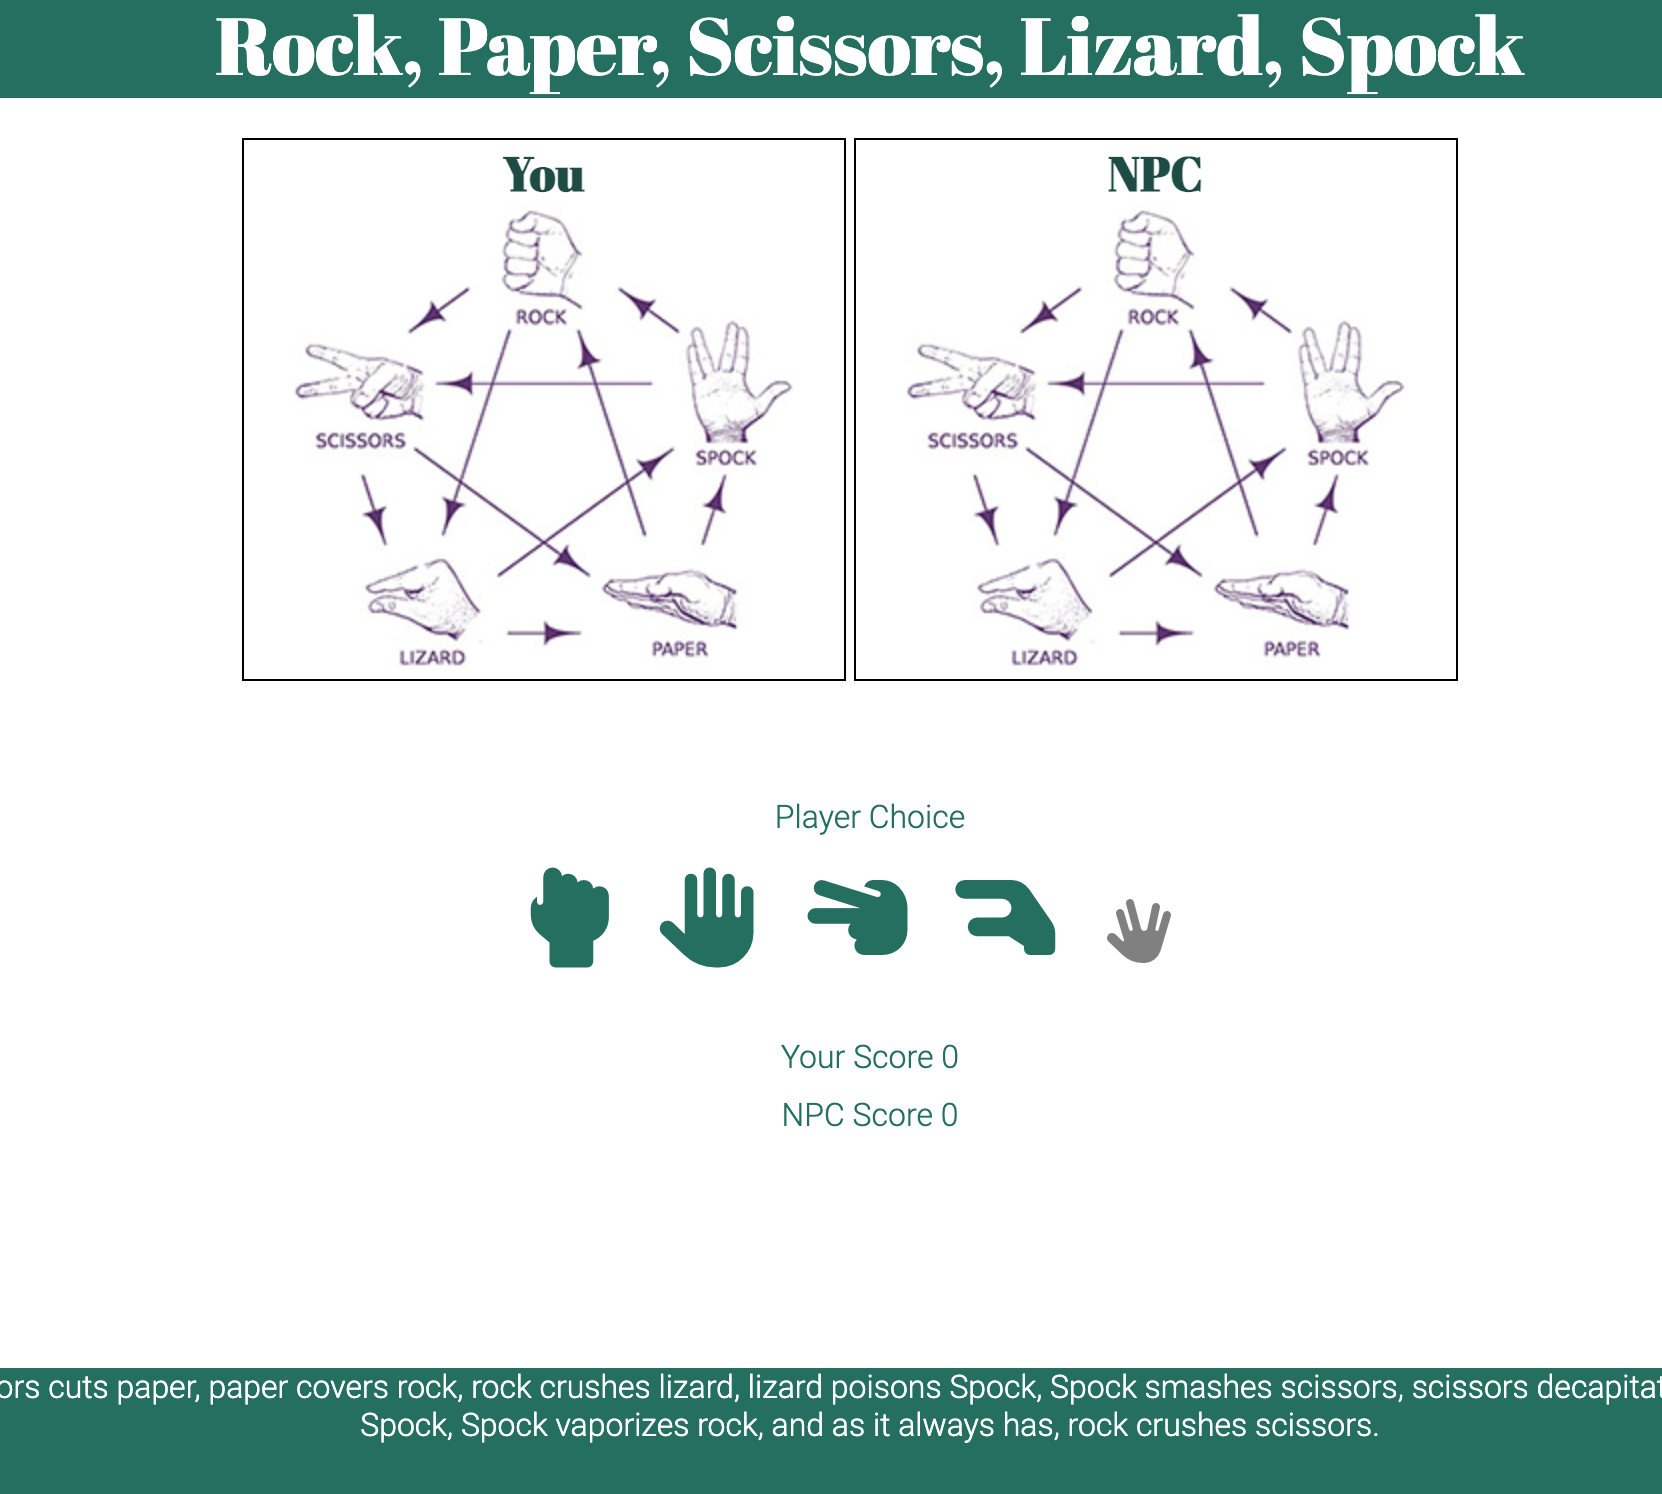 Rock, Paper, Scissors, Lizard, Spock
You
ROCK
SCISSORS
SPOCK
LIZARD
PAPER
NPC
ROCK
SCISSORS
SPOCK
LIZARD
PAPER
Player Choice
Your Score 0
NPC Score 0
ors cuts paper, paper covers rock, rock crushes lizard, lizard poisons Spock, Spock smashes scissors, scissors decapitat
Spock, Spock vaporizes rock, and as it always has, rock crushes scissors.